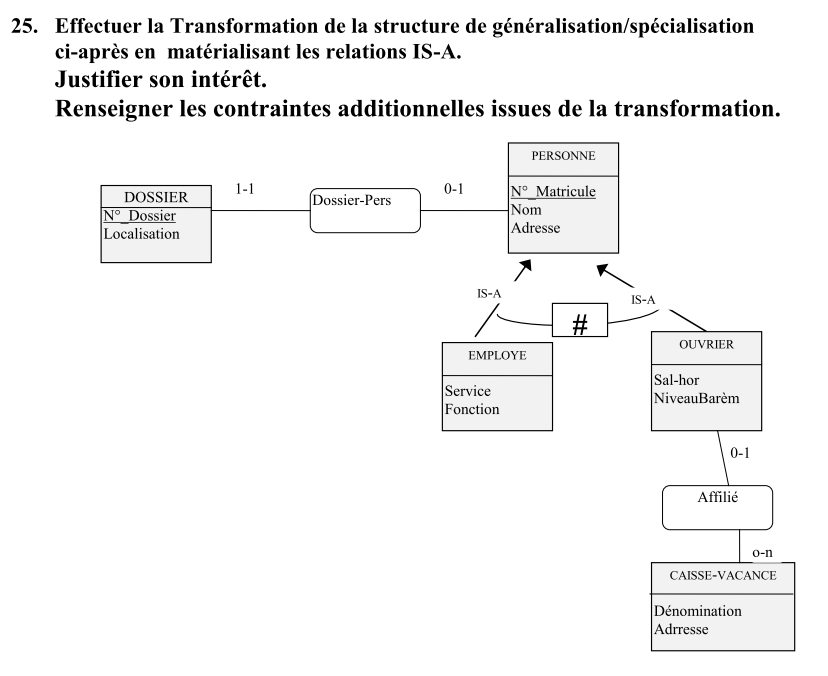 25. Effectuer la Transformation de la structure de généralisation/spécialisation
ci-après en matérialisant les relations IS-A.
Justifier son intérêt.
Renseigner les contraintes additionnelles issues de la transformation.
PERSONNE
N°_Matricule
Nom
Adresse
1-1
0-1
Dossier-Pers
DOSSIER
N°_Dossier
Localisation
IS-A
IS-A
#
EMPLOYE
Service
Fonction
OUVRIER
Sal-hor
NiveauBarèm
0-1
Affilié
o-n
CAISSE-VACANCE
Dénomination
Adrresse